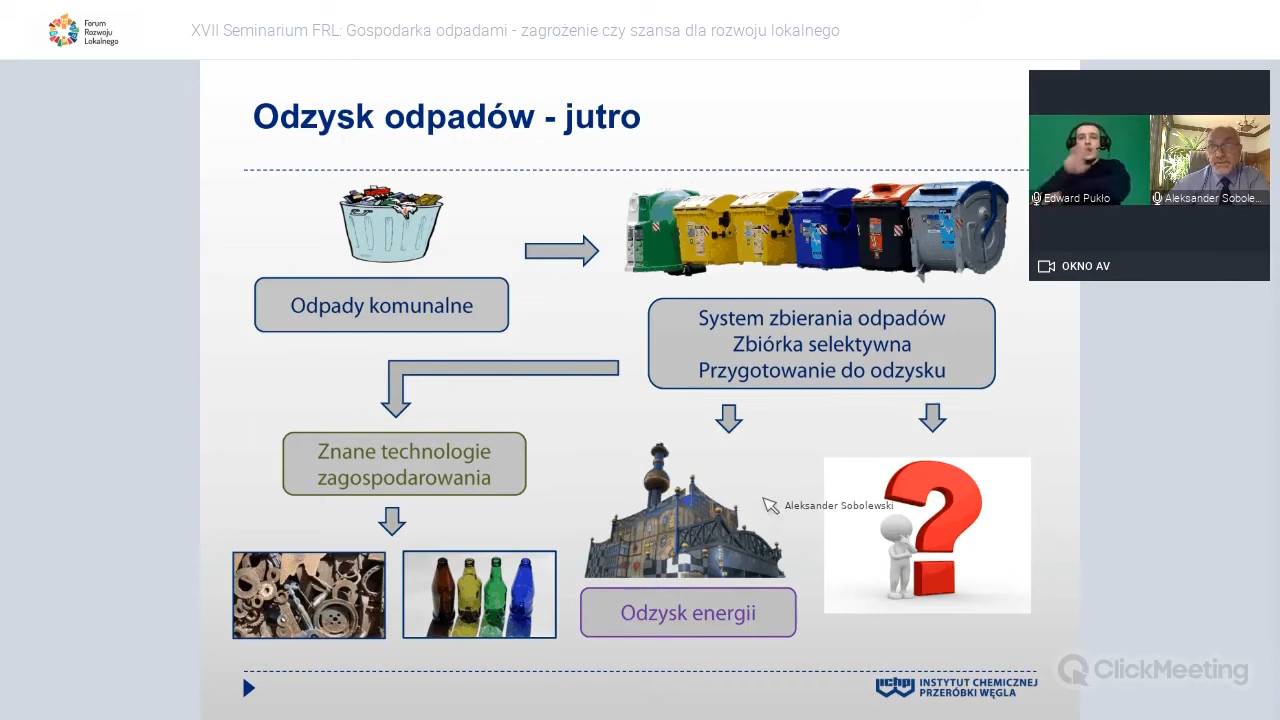 Forum
Rozwoju
Lokalnego
XVII Seminarium FRL: Gospodarka odpadami - zagrożenie czy szansa dla rozwoju lokalnego
Odzysk odpadów - jutro
Edward Pukło
Aleksander Sobole...
OKNO AV
Odpady komunalne
System zbierania odpadów
Zbiórka selektywna
Przygotowanie do odzysku
Znane technologie
zagospodarowania
Aleksander Sobolewski
Odzysk energii
ichpw
INSTYTUT CHEMICZNEJ
PRZERÓBKI WĘGLA
ClickMeeting